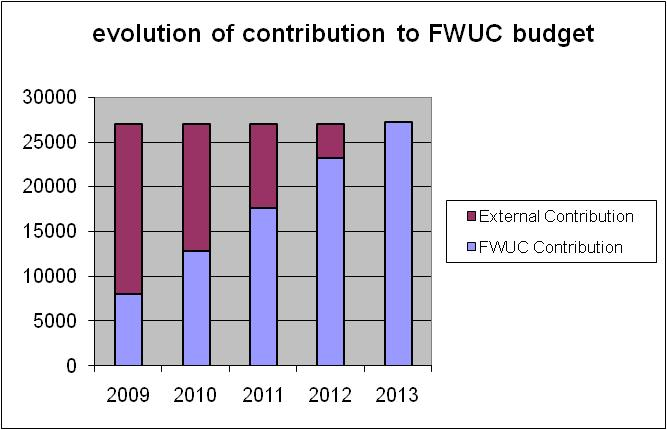 evolution of contribution to FWUC budget
30000
25000
20000
15000
10000
5000
0
2009 2010 2011 2012 2013
External Contribution
FWUC Contribution